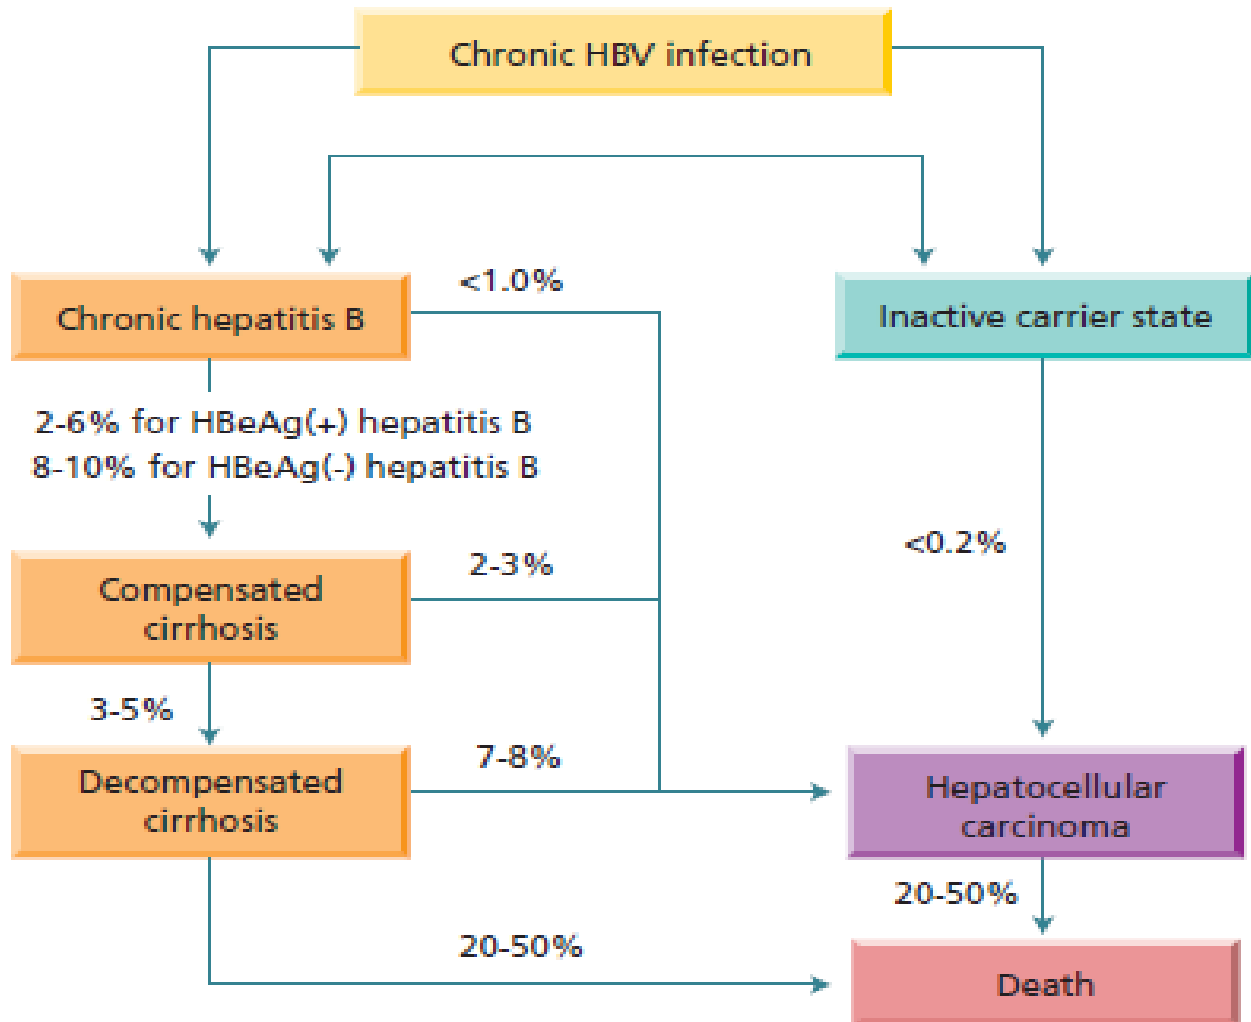 Chronic HBV infection
<1.0%
Chronic hepatitis B
Inactive carrier state
2-6% for HBeAg(+) hepatitis B
8-10% for HBeAg(-) hepatitis B
<0.2%
2-3%
Compensated
cirrhosis
3-5%
7-8%
Decompensated
cirrhosis
Hepatocellular
carcinoma
20-50%
20-50%
Death